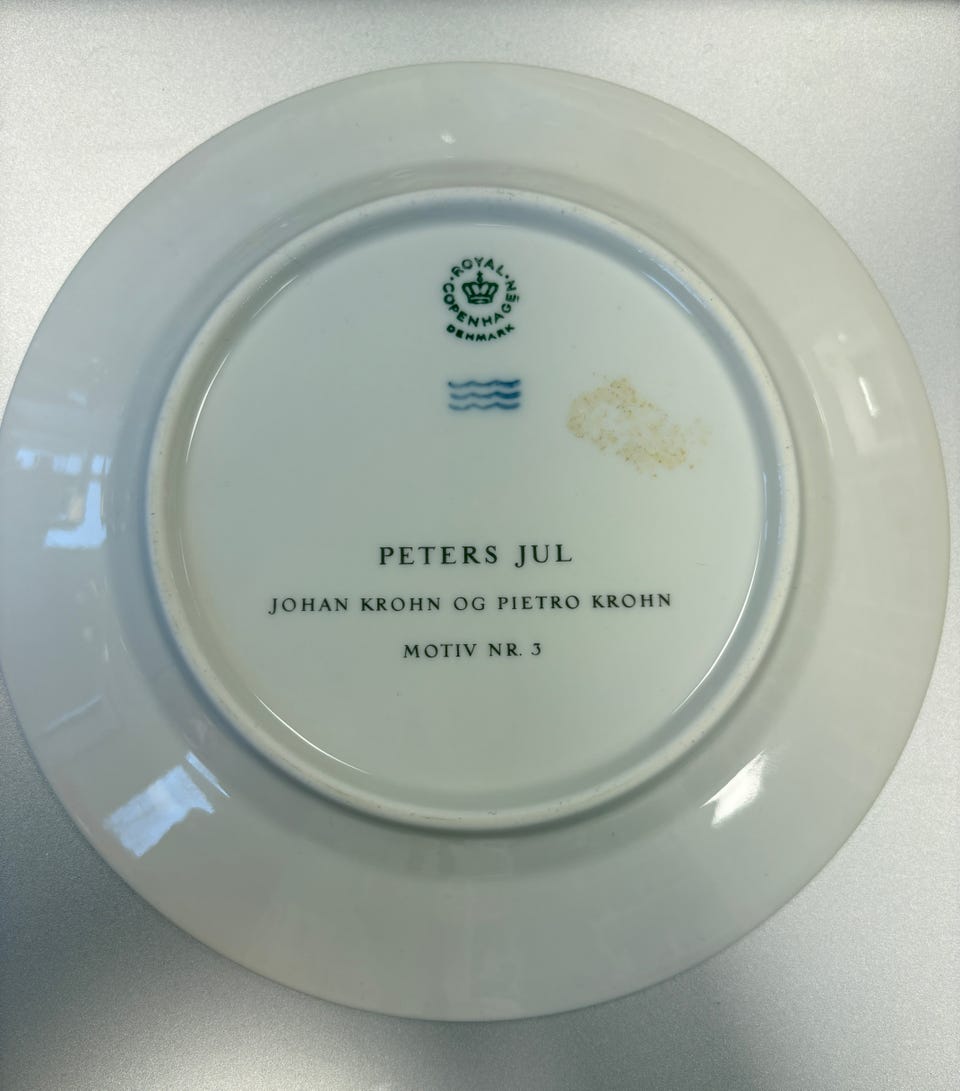 ROYAL
COPENHAGEN
DENMARK
PETERS JUL
JOHAN KROHN OG PIETRO KROHN
MOTIV NR. 3